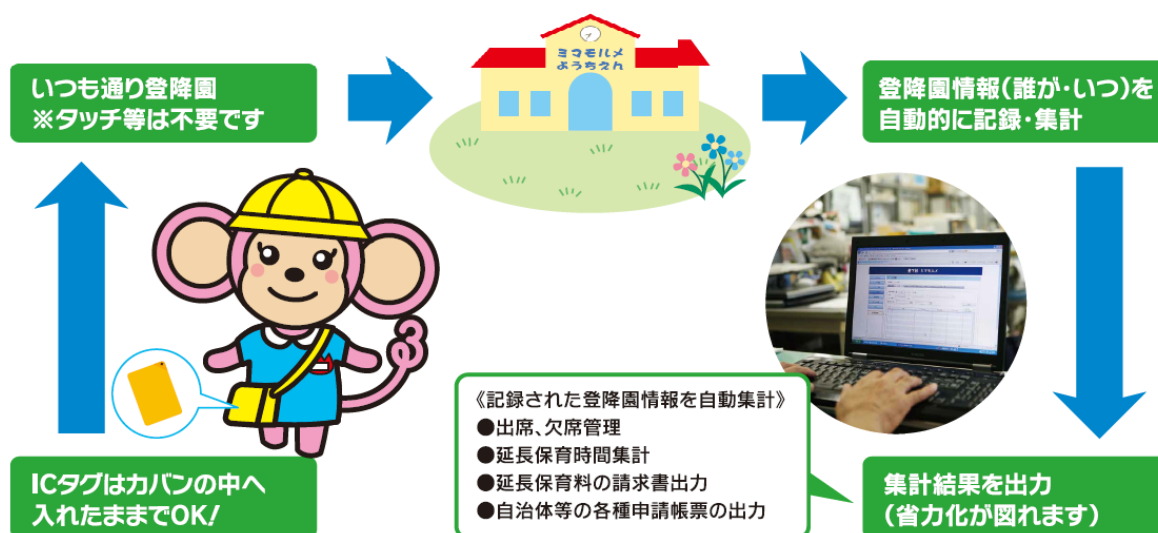 ミマモルメ
ようちえん
いつも通り登降園
※タッチ等は不要です
登降園情報(誰が・いつ)を
自動的に記録・集計
ICタグはカバンの中へ
入れたままでOK!
《記録された登降園情報を自動集計》
●出席、欠席管理
●延長保育時間集計
●延長保育料の請求書出力
●自治体等の各種申請帳票の出力
集計結果を出力
(省力化が図れます)